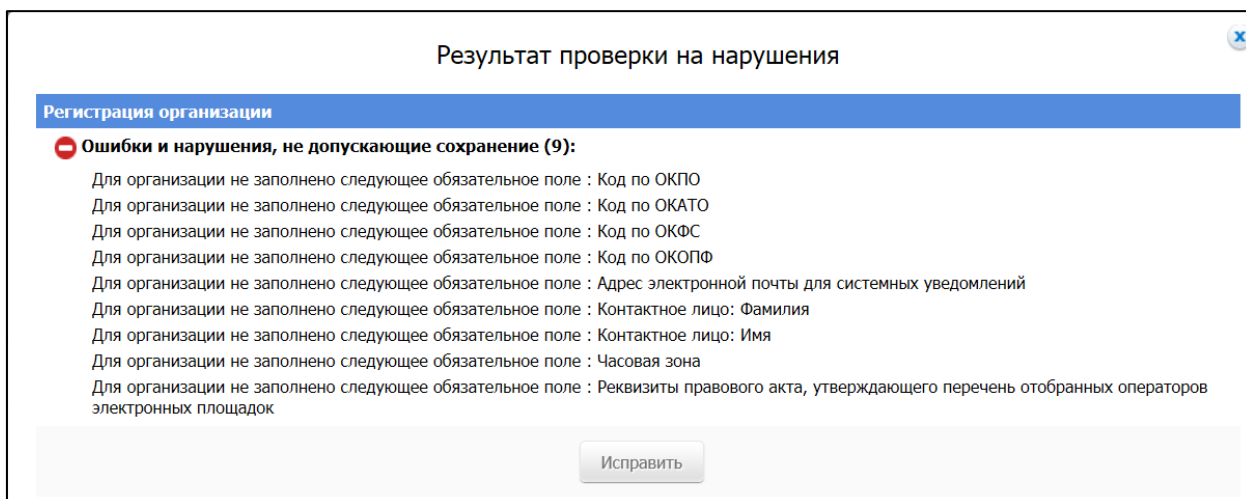 Результат проверки на нарушения
x
Регистрация организации
Ошибки и нарушения, не допускающие сохранение (9):
Для организации не заполнено следующее обязательное поле : Код по ОКПО
Для организации не заполнено следующее обязательное поле : Код по ОКАТО
Для организации не заполнено следующее обязательное поле : Код по ОКФС
Для организации не заполнено следующее обязательное поле : Код по ОКОПФ
Для организации не заполнено следующее обязательное поле : Адрес электронной почты для системных уведомлений
Для организации не заполнено следующее обязательное поле : Контактное лицо: Фамилия
Для организации не заполнено следующее обязательное поле : Контактное лицо: Имя
Для организации не заполнено следующее обязательное поле : Часовая зона
Для организации не заполнено следующее обязательное поле : Реквизиты правового акта, утверждающего перечень отобранных операторов
электронных площадок
Исправить